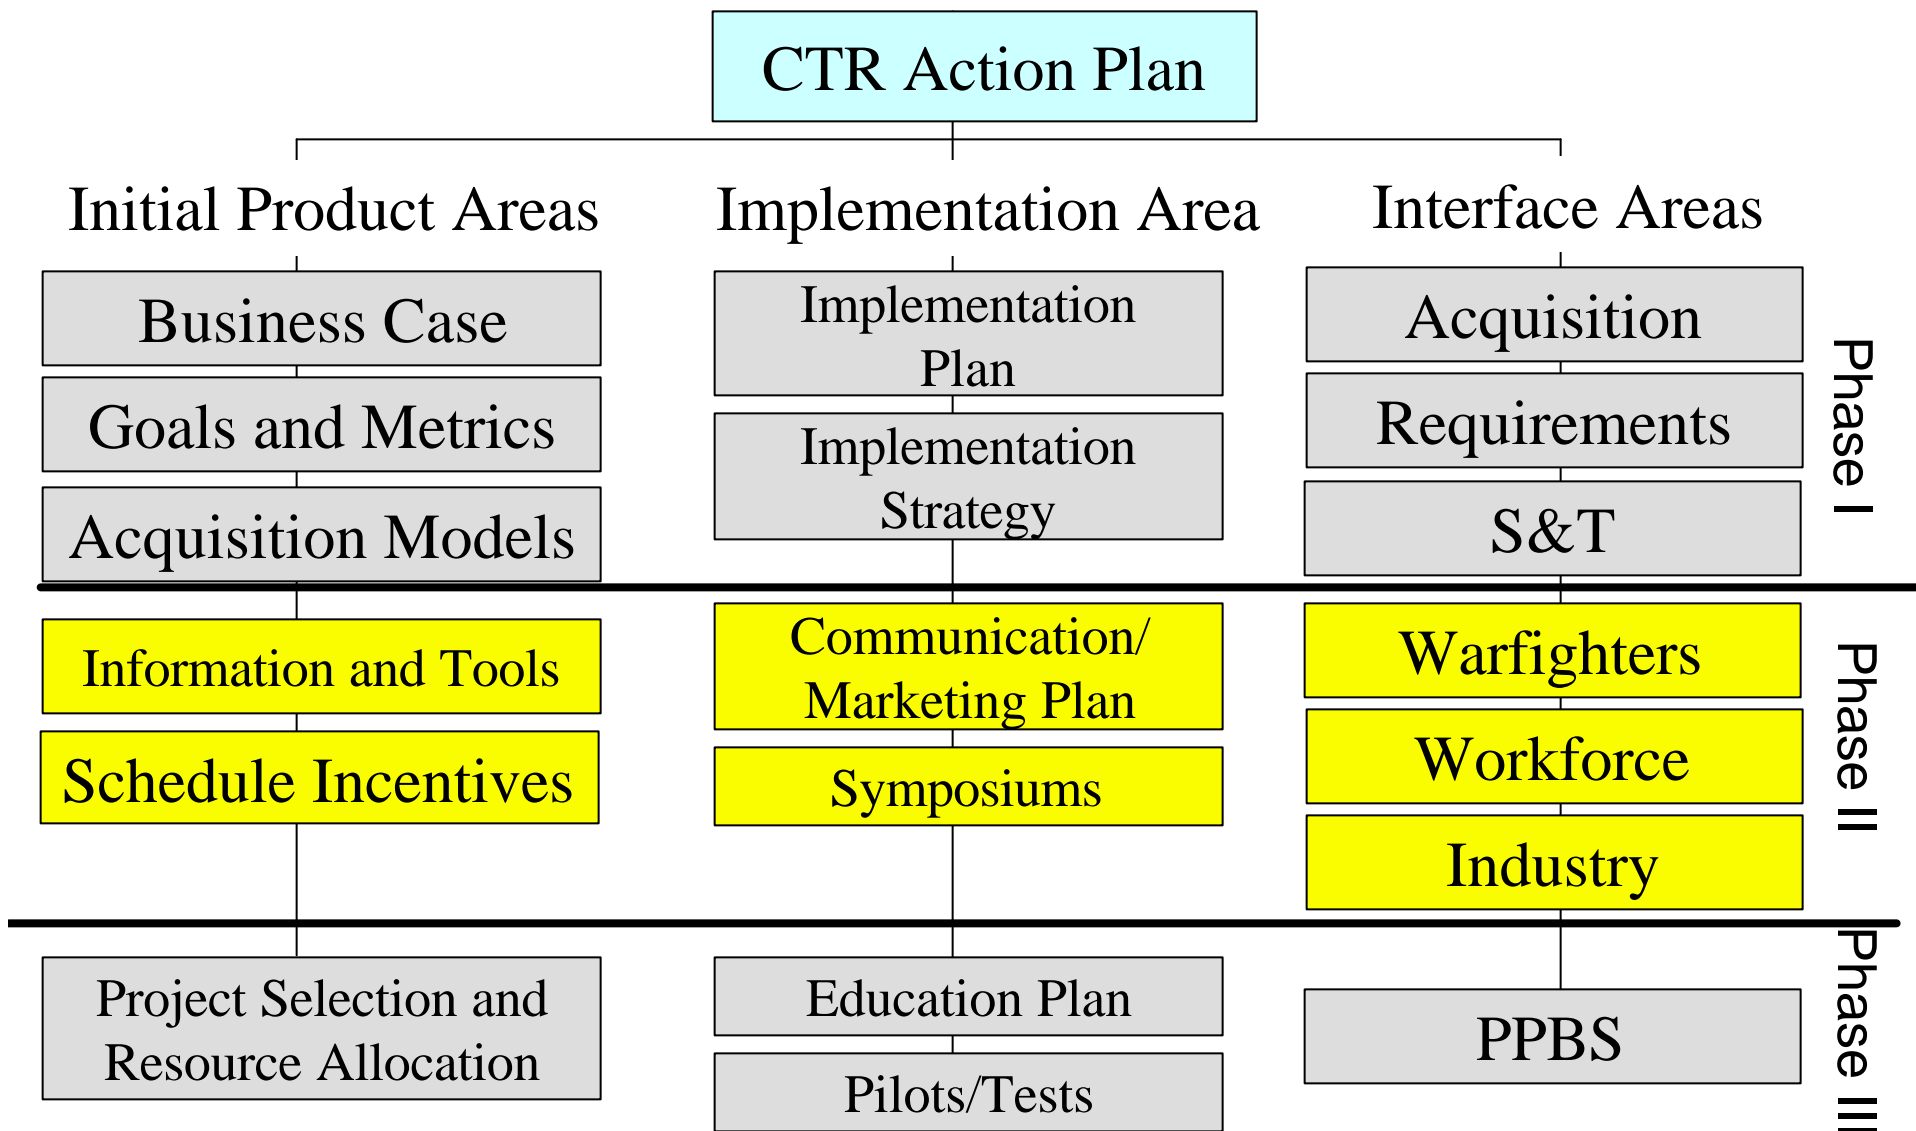 CTR Action Plan
Initial Product Areas
Implementation Area
Interface Areas
Business Case
Goals and Metrics
Acquisition Models
Implementation
Plan
Implementation
Strategy
Acquisition
Requirements
S&T
Phase I
Information and Tools
Schedule Incentives
Communication/
Marketing Plan
Symposiums
Warfighters
Workforce
Industry
Phase II
Project Selection and
Resource Allocation
Education Plan
Pilots/Tests
PPBS
Phase III